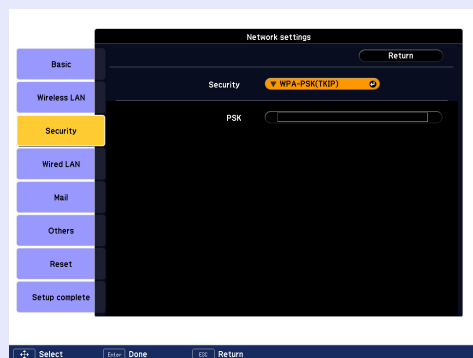 Network settings
Return
Basic
Security ▼ WPA-PSK(TKIP)
Wireless LAN
PSK
Security
Wired LAN
Mail
Others
Reset
Setup complete
Select Enter Done ESC Return